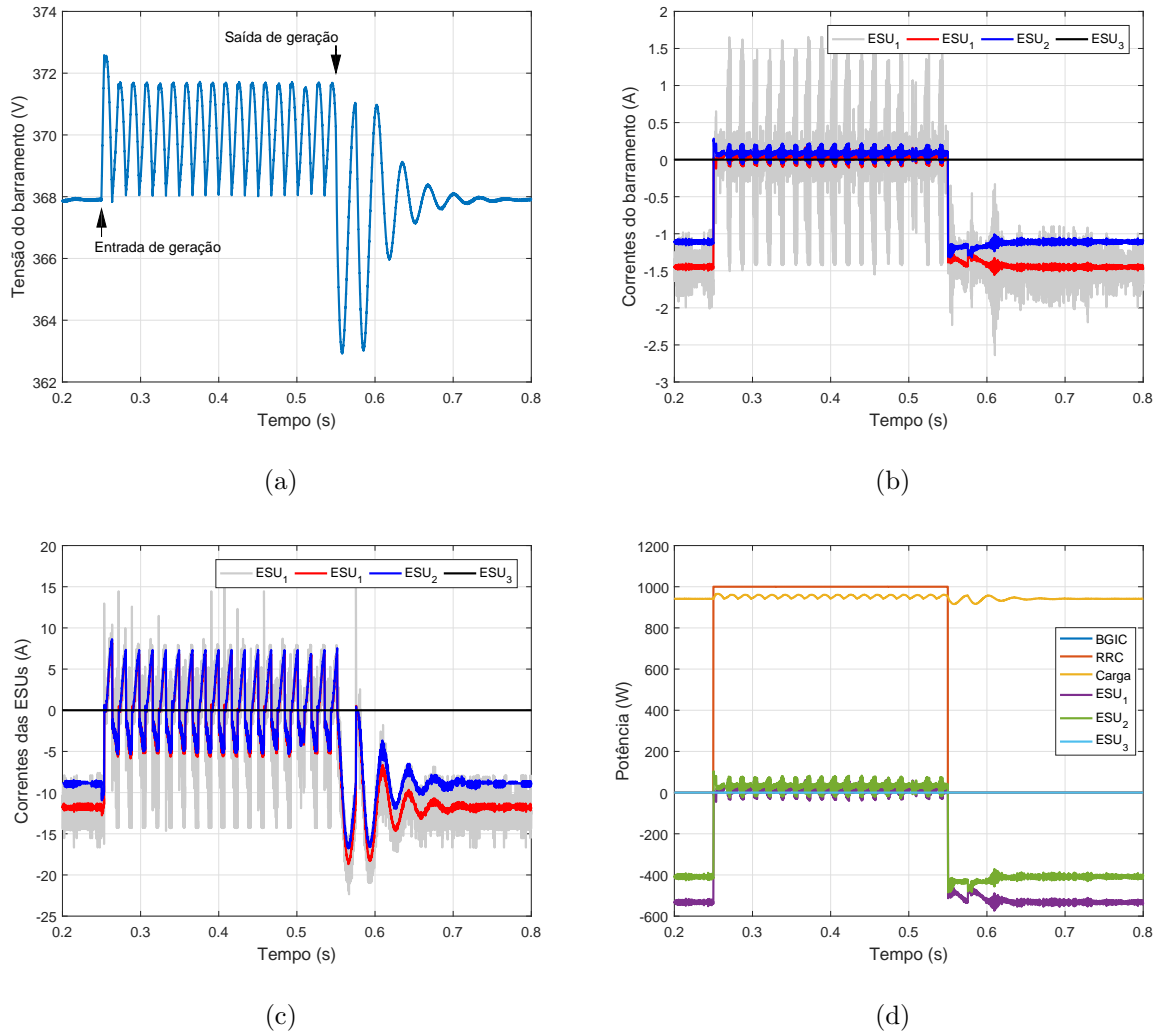 374
372
370
368
366
364
362
Tensão do barramento (V)
Saída de geração
Entrada de geração
0.2 0.3 0.4 0.5 0.6 0.7 0.8
Tempo (s)
(a)
2
1.5
1
0.5
0
-0.5
-1
-1.5
-2
-2.5
-3
Correntes do barramento (A)
ESU1 ESU1 ESU2 ESU3
0.2 0.3 0.4 0.5 0.6 0.7 0.8
Tempo (s)
(b)
20
15
10
5
0
-5
-10
-15
-20
-25
Correntes das ESUs (A)
ESU1 ESU1 ESU2 ESU3
0.2 0.3 0.4 0.5 0.6 0.7 0.8
Tempo (s)
(c)
1200
1000
800
600
400
200
0
-200
-400
-600
Potência (W)
BGIC
RRC
Carga
ESU1
ESU2
ESU3
0.2 0.3 0.4 0.5 0.6 0.7 0.8
Tempo (s)
(d)